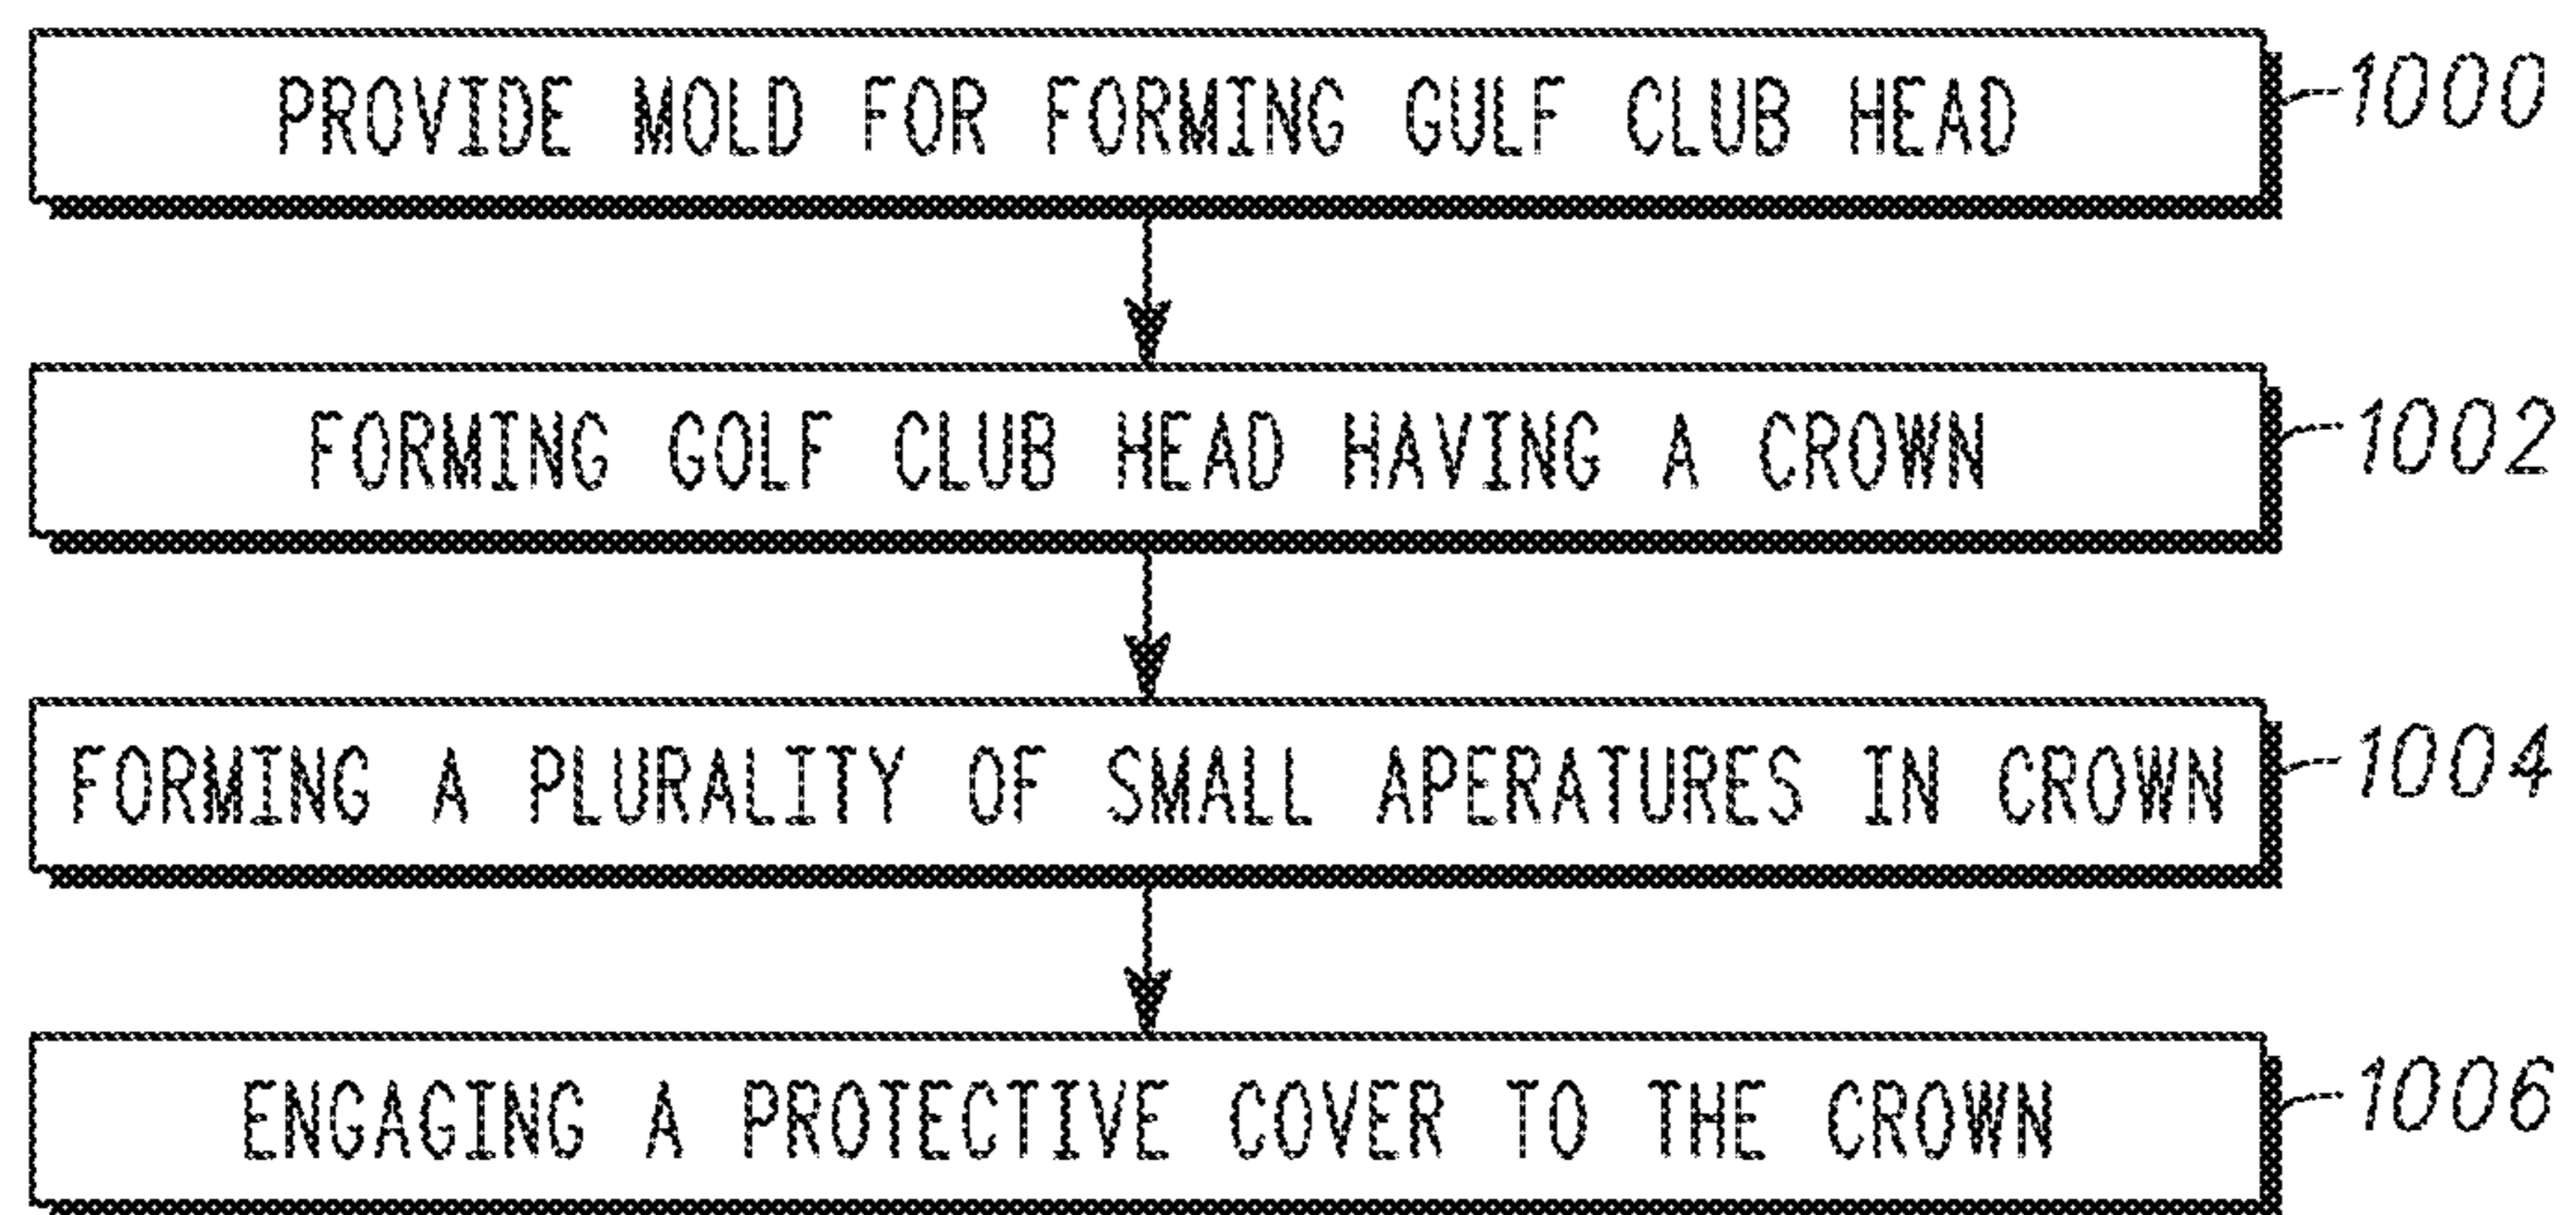 PROVIDE MOLD FOR FORMING GULF CLUB HEAD 1000
FORMING GOLF CLUB HEAD HAVING A CROWN 1002
FORMING A PLURALITY OF SMALL APERATURES IN CROWN 1004
ENGAGING A PROTECTIVE COVER TO THE CROWN 1006